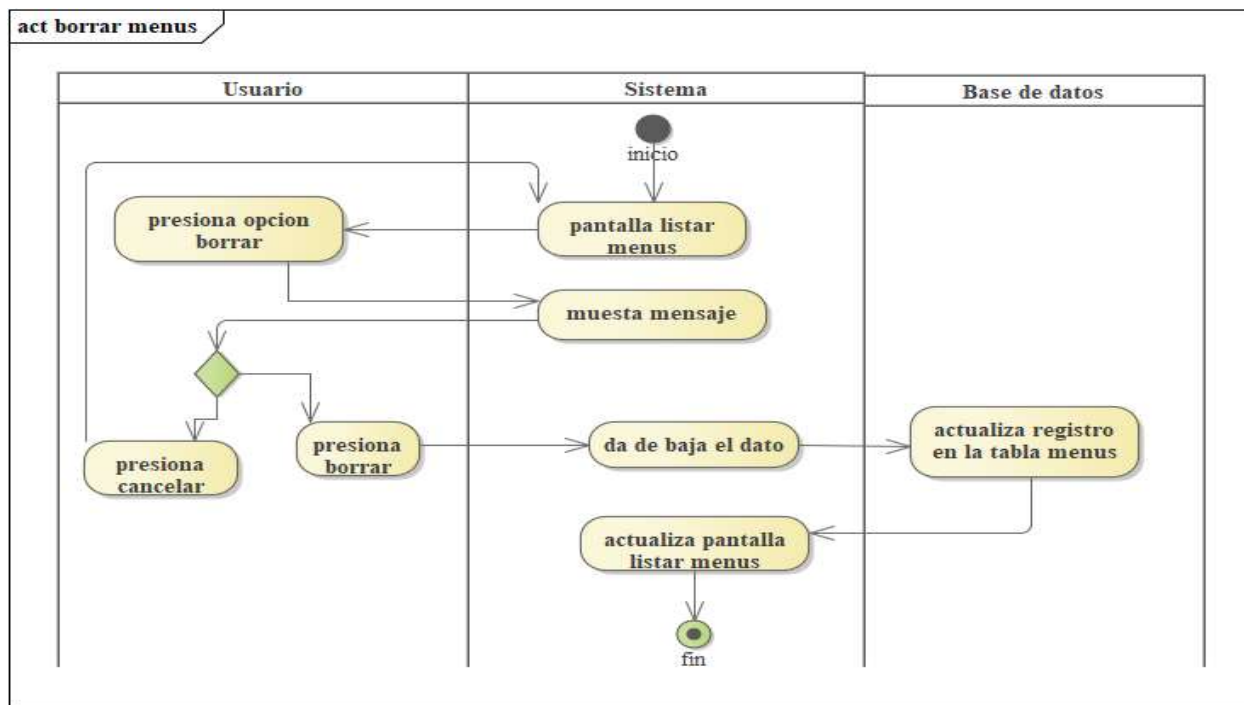 act borrar menus
Usuario
Sistema
Base de datos
inicio
presiona opcion
borrar
pantalla listar
menus
muesta mensaje
presiona
cancelar
presiona
borrar
da de baja el dato
actualiza registro
en la tabla menus
actualiza pantalla
listar menus
fin